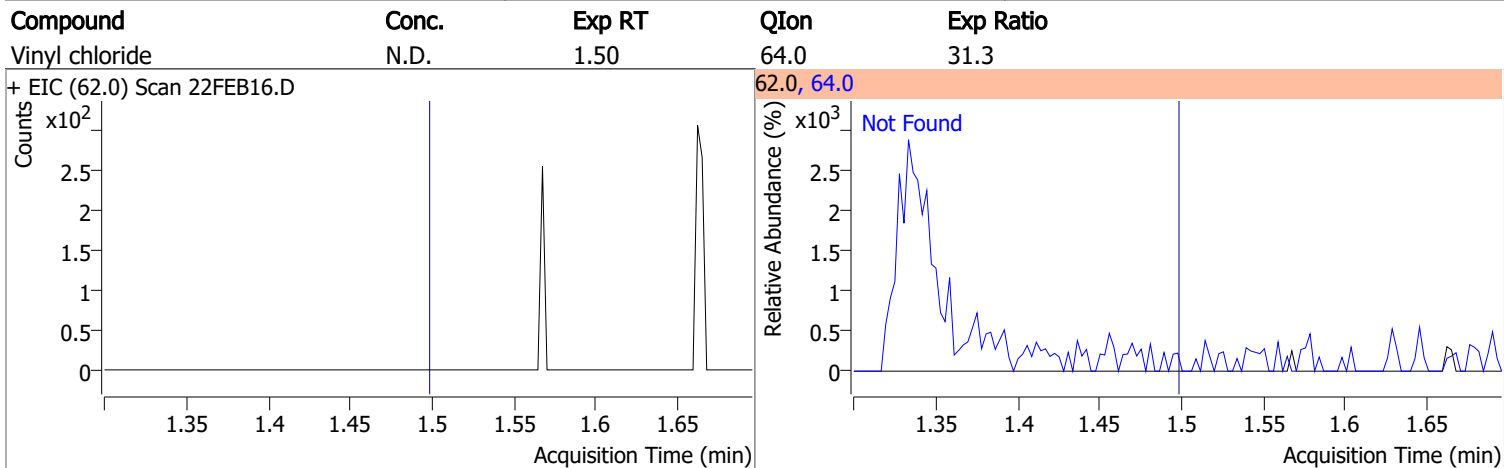 Compound Conc. Exp RT QIon Exp Ratio
Vinyl chloride N.D. 1.50 64.0 31.3
+ EIC (62.0) Scan 22FEB16.D
Counts
x10²
2.5
2
1.5
1
0.5
0
1.35 1.4 1.45 1.5 1.55 1.6 1.65
Acquisition Time (min)
62.0, 64.0
Relative Abundance (%)
x10³
Not Found
2.5
2
1.5
1
0.5
0
1.35 1.4 1.45 1.5 1.55 1.6 1.65
Acquisition Time (min)